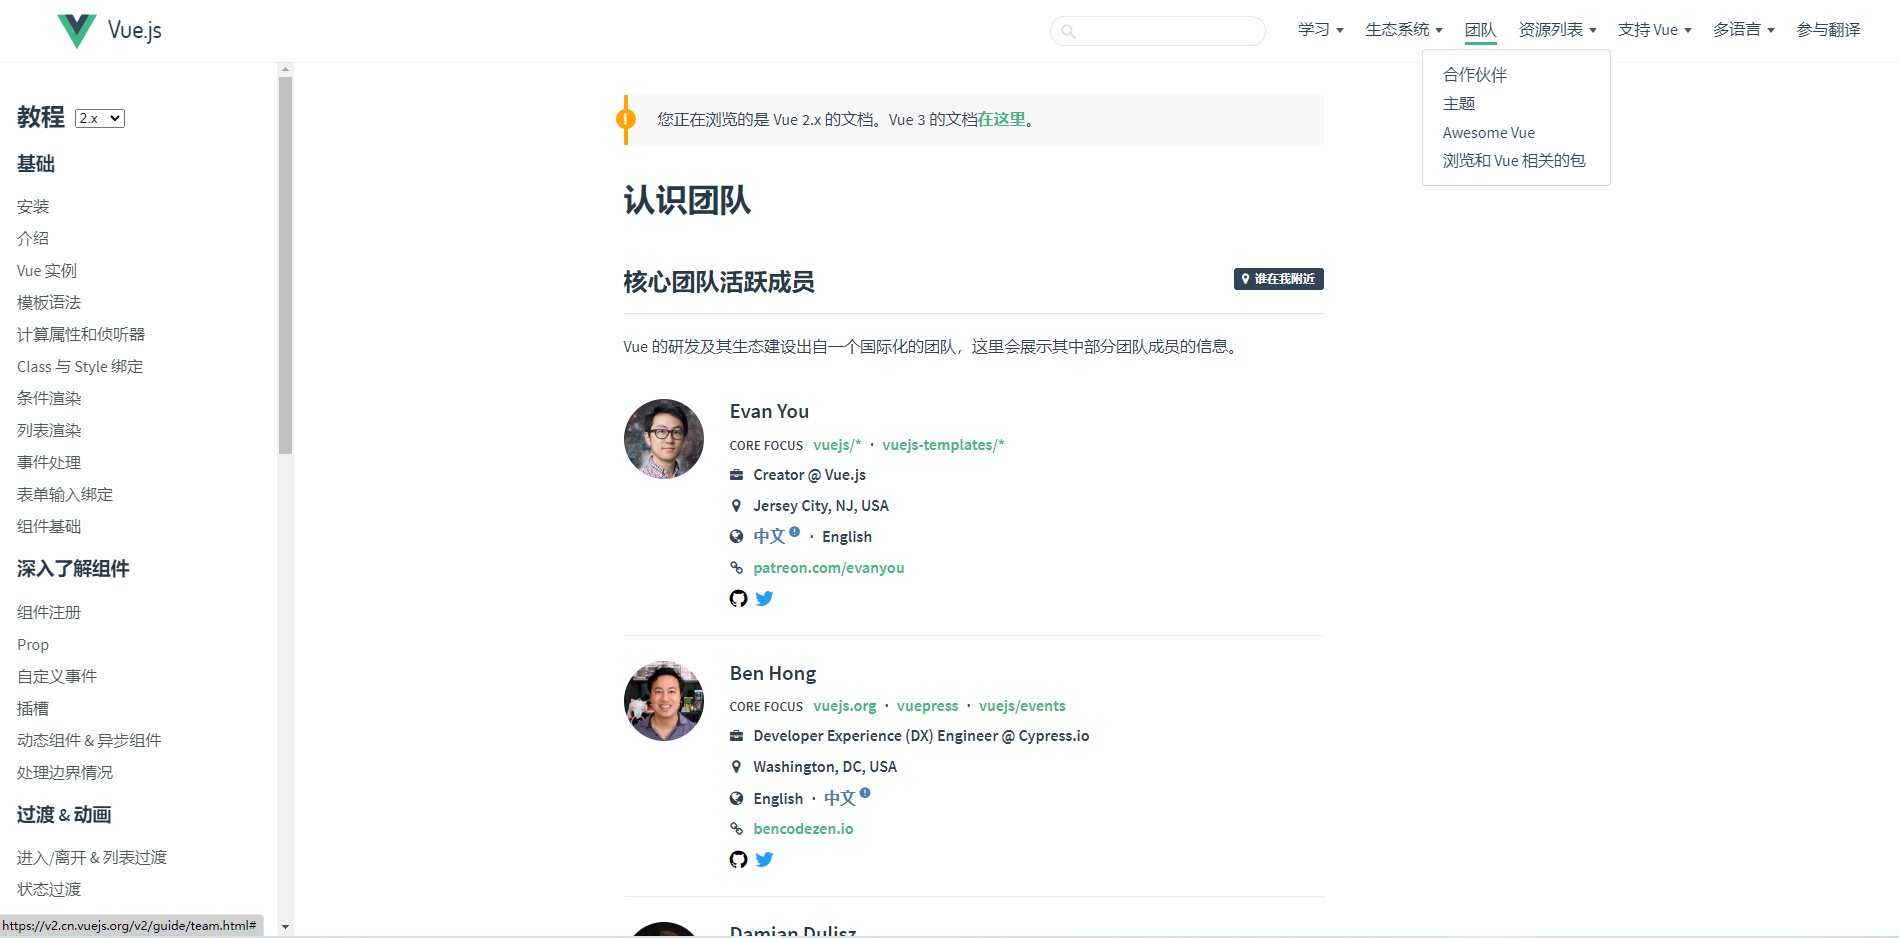 Vue.js
学习 生态系统 团队 资源列表 支持 Vue 多语言 参与翻译
合作伙伴
主题
Awesome Vue
浏览和 Vue 相关的包
教程 2.x
基础
安装
介绍
Vue 实例
模板语法
计算属性和侦听器
Class 与 Style 绑定
条件渲染
列表渲染
事件处理
表单输入绑定
组件基础
深入了解组件
组件注册
Prop
自定义事件
插槽
动态组件 & 异步组件
处理边界情况
过渡 & 动画
进入/离开 & 列表过渡
状态过渡
https://v2.cn.vuejs.org/v2/guide/team.html#
您正在浏览的是 Vue 2.x 的文档。Vue 3 的文档在这里。
认识团队
核心团队活跃成员
谁在我附近
Vue 的研发及其生态建设出自一个国际化的团队，这里会展示其中部分团队成员的信息。
Evan You
CORE FOCUS vuejs/* · vuejs-templates/*
Creator @ Vue.js
Jersey City, NJ, USA
中文 · English
patreon.com/evanyou
Ben Hong
CORE FOCUS vuejs.org · vuepress · vuejs/events
Developer Experience (DX) Engineer @ Cypress.io
Washington, DC, USA
English · 中文
bencodezen.io
Damian Dulisz